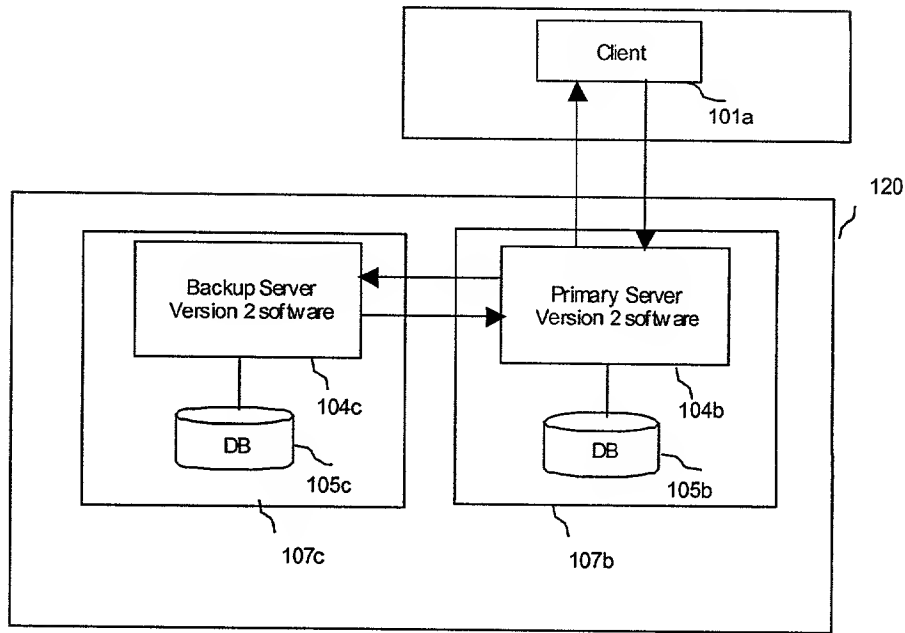 Client
101a
120
Backup Server
Version 2 software
Primary Server
Version 2 software
104c
104b
DB
DB
105c
105b
107c
107b